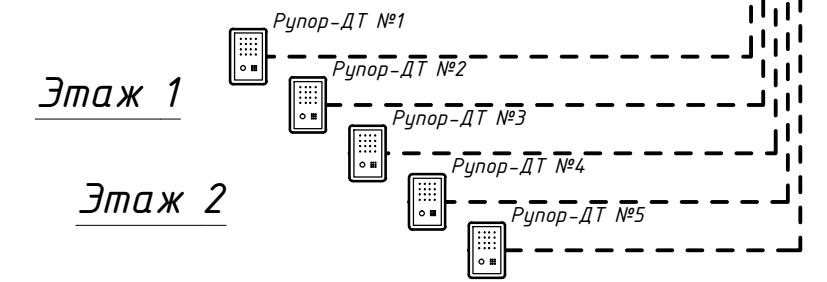 Рупор-ДТ №1
Рупор-ДТ №2
Этаж 1
Рупор-ДТ №3
Рупор-ДТ №4
Этаж 2
Рупор-ДТ №5